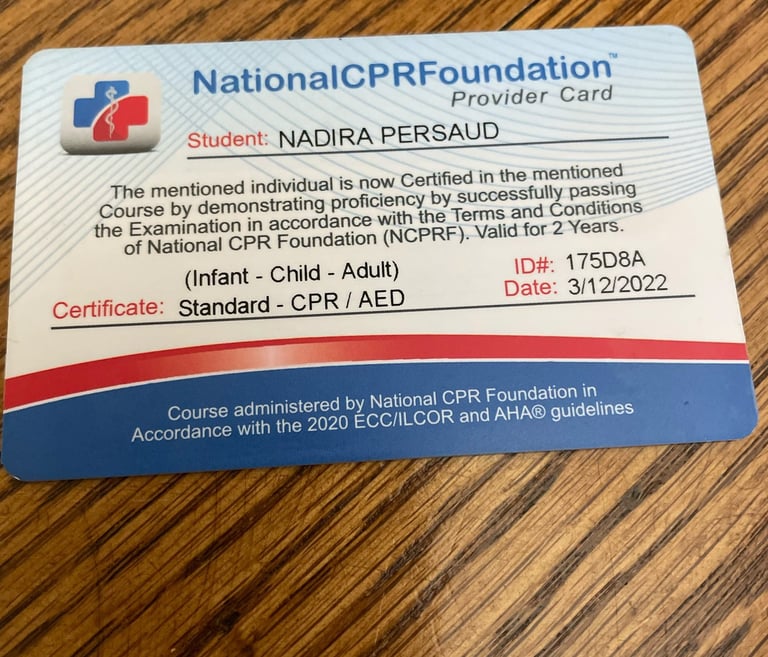 NationalCPRFoundation™
Provider Card
Student: NADIRA PERSAUD
The mentioned individual is now Certified in the mentioned
Course by demonstrating proficiency by successfully passing
the Examination in accordance with the Terms and Conditions
of National CPR Foundation (NCPRF). Valid for 2 Years.
(Infant - Child - Adult)
Certificate: Standard - CPR / AED
ID#: 175D8A
Date: 3/12/2022
Course administered by National CPR Foundation in
Accordance with the 2020 ECC/ILCOR and AHA® guidelines